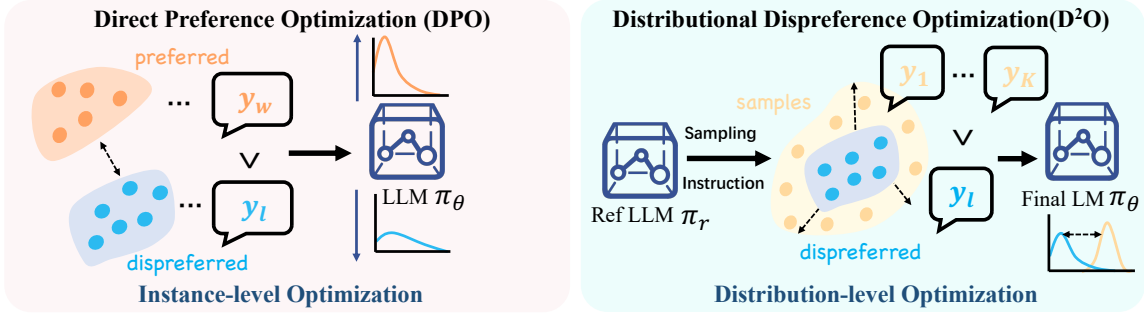 Direct Preference Optimization (DPO)
preferred
... y_w
∨
... y_l
dispreferred
LLM π_θ
Instance-level Optimization
Distributional Dispreference Optimization(D²O)
samples
y_1 ... y_K
∨
y_l
Sampling
Instruction
Ref LLM π_r
dispreferred
Final LM π_θ
Distribution-level Optimization